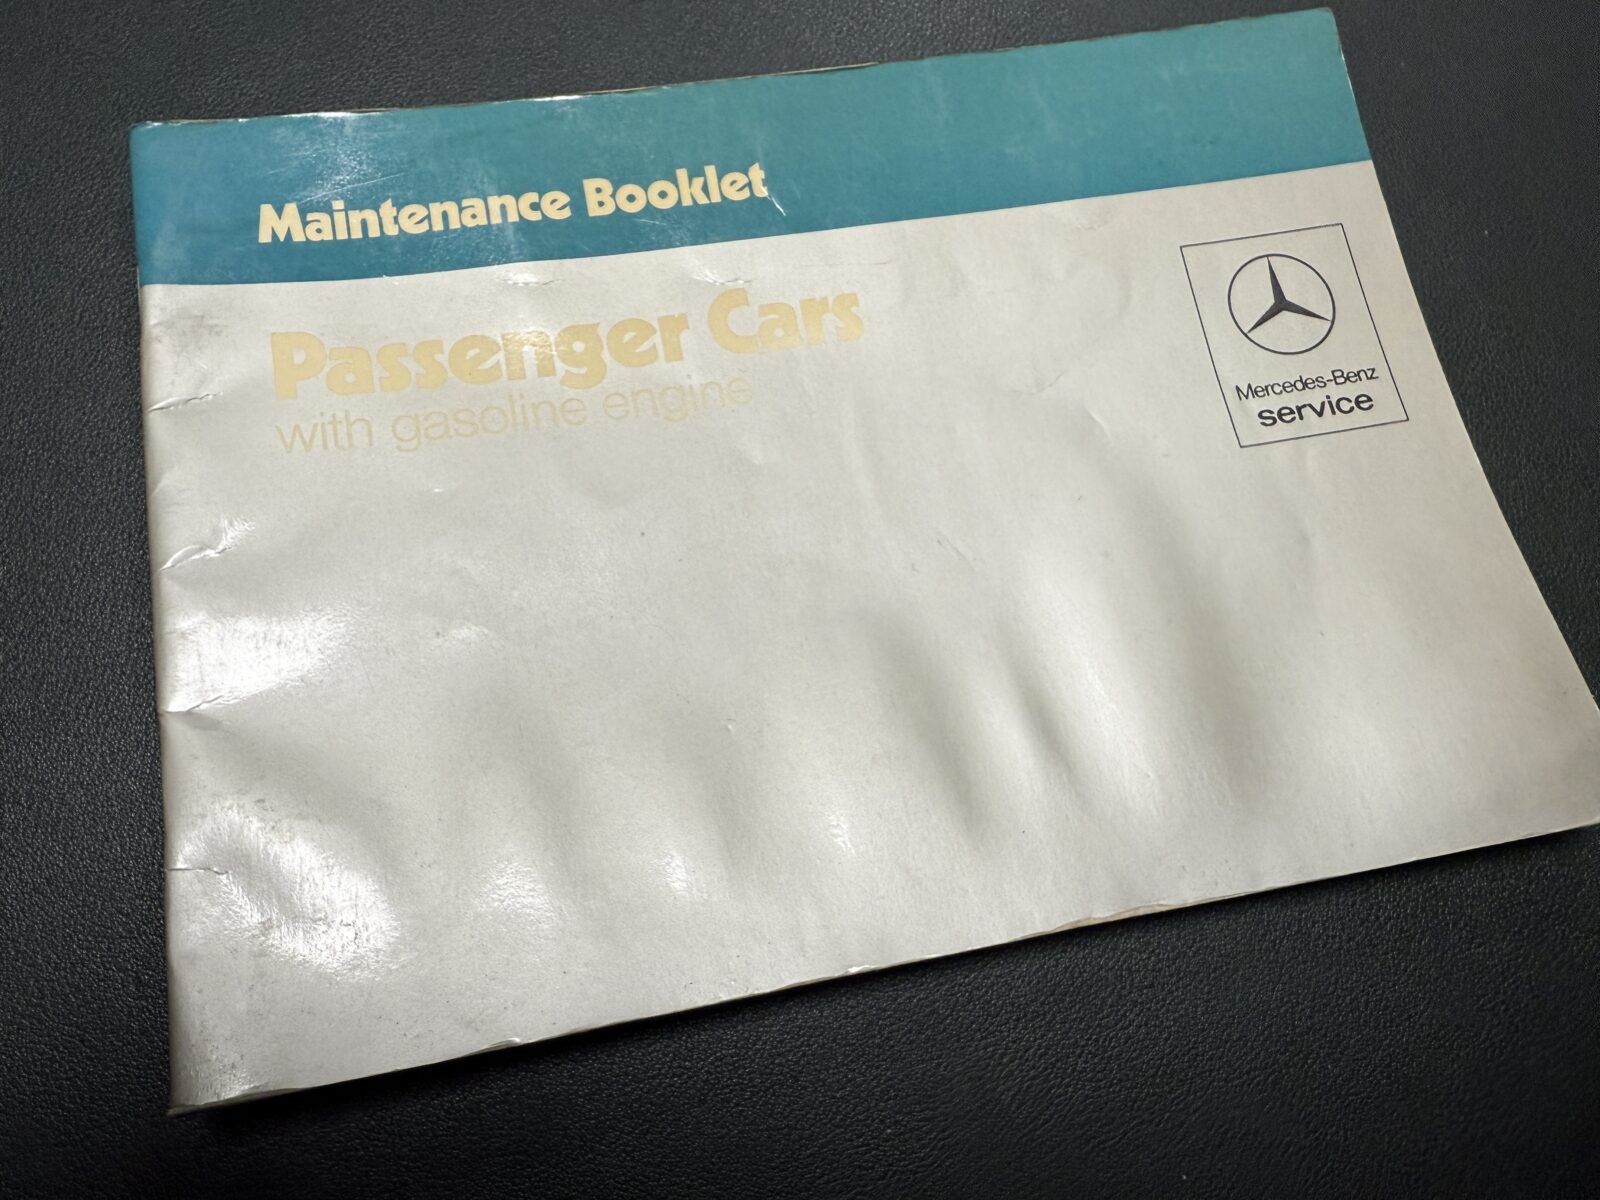 Maintenance Booklet
Passenger Cars
with gasoline engine
Mercedes-Benz
service